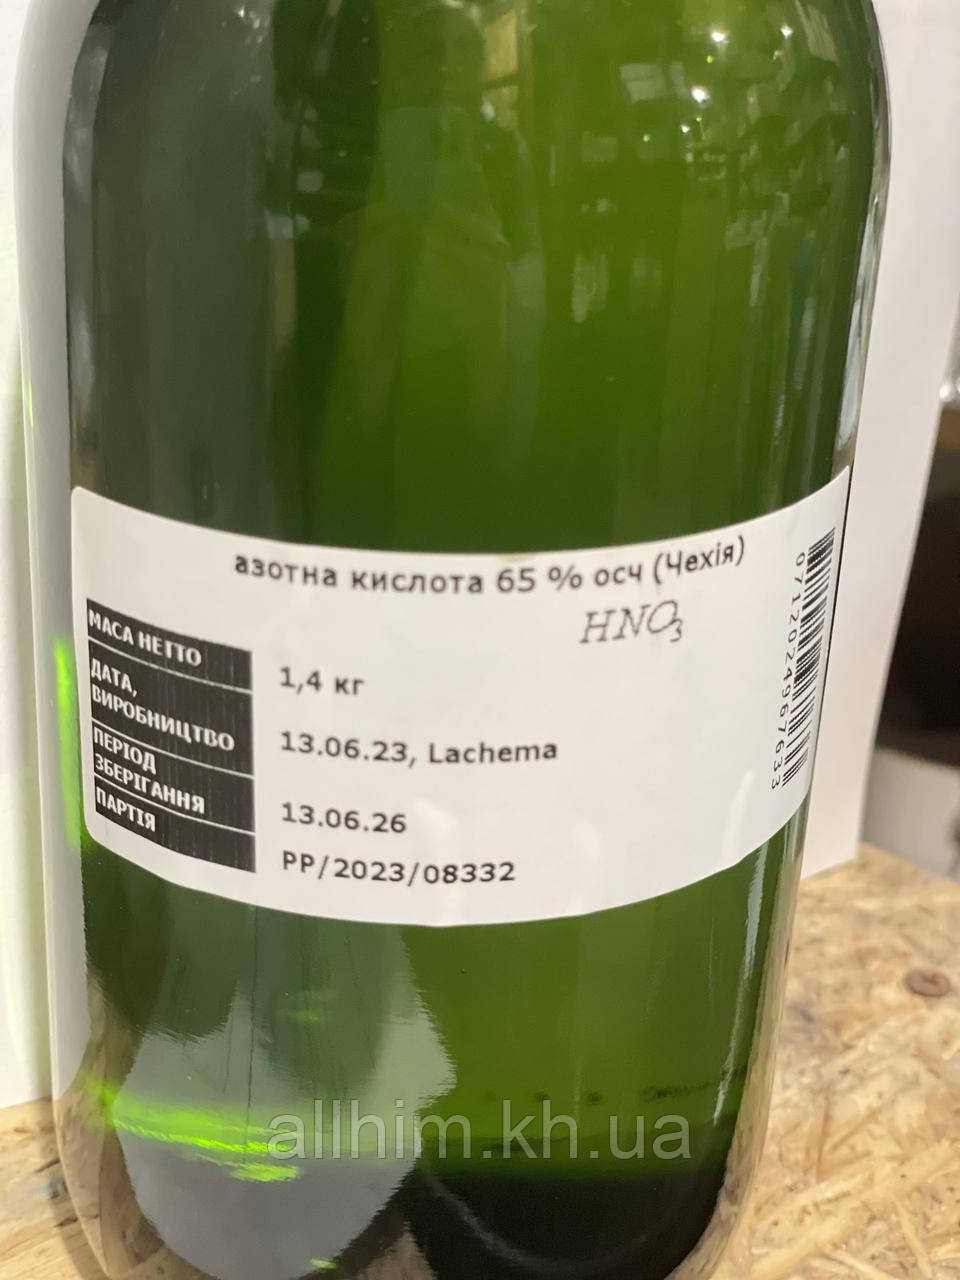 азотна кислота 65 % осч (Чехія)
HNO3
МАСА НЕТТО
1,4 кг
ДАТА,
ВИРОБНИЦТВО
13.06.23, Lachema
ПЕРІОД
ЗБЕРІГАННЯ
13.06.26
ПАРТІЯ
PP/2023/08332
0712024967633
allhim.kh.ua